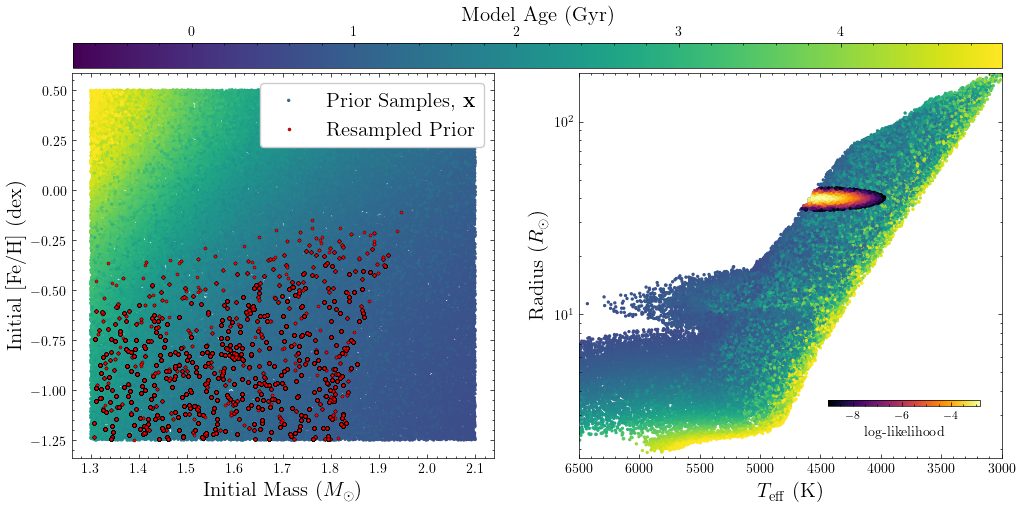 Model Age (Gyr)
0 1 2 3 4
Prior Samples, x
Resampled Prior
Initial [Fe/H] (dex)
0.50
0.25
0.00
−0.25
−0.50
−0.75
−1.00
−1.25
1.3 1.4 1.5 1.6 1.7 1.8 1.9 2.0 2.1
Initial Mass (M☉)
Radius (R☉)
10²
10¹
−8 −6 −4
log-likelihood
6500 6000 5500 5000 4500 4000 3500 3000
T_eff (K)